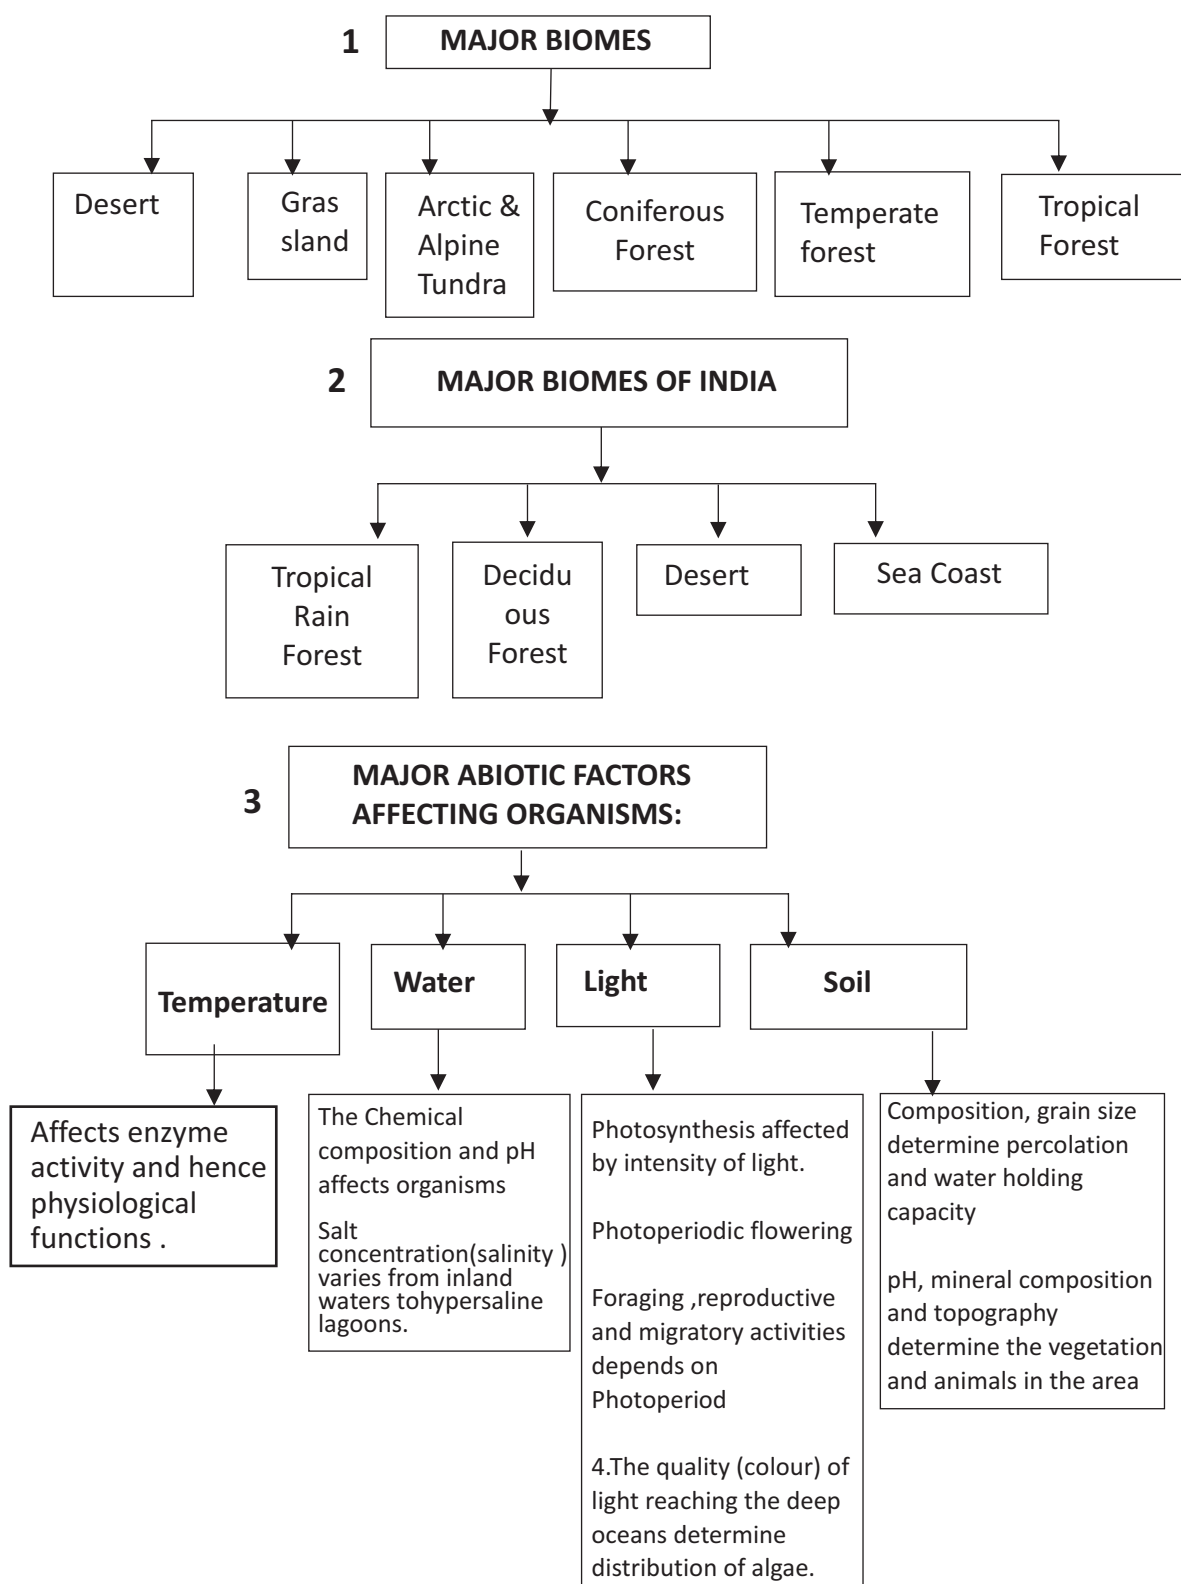 1
MAJOR BIOMES
Desert
Gras
sland
Arctic &
Alpine
Tundra
Coniferous
Forest
Temperate
forest
Tropical
Forest
2
MAJOR BIOMES OF INDIA
Tropical
Rain
Forest
Decidu
ous
Forest
Desert
Sea Coast
3
MAJOR ABIOTIC FACTORS
AFFECTING ORGANISMS:
Temperature
Water
Light
Soil
Affects enzyme
activity and hence
physiological
functions .
The Chemical
composition and pH
affects organisms
Salt
concentration(salinity )
varies from inland
waters tohypersaline
lagoons.
Photosynthesis affected
by intensity of light.
Photoperiodic flowering
Foraging ,reproductive
and migratory activities
depends on
Photoperiod
4.The quality (colour) of
light reaching the deep
oceans determine
distribution of algae.
Composition, grain size
determine percolation
and water holding
capacity
pH, mineral composition
and topography
determine the vegetation
and animals in the area